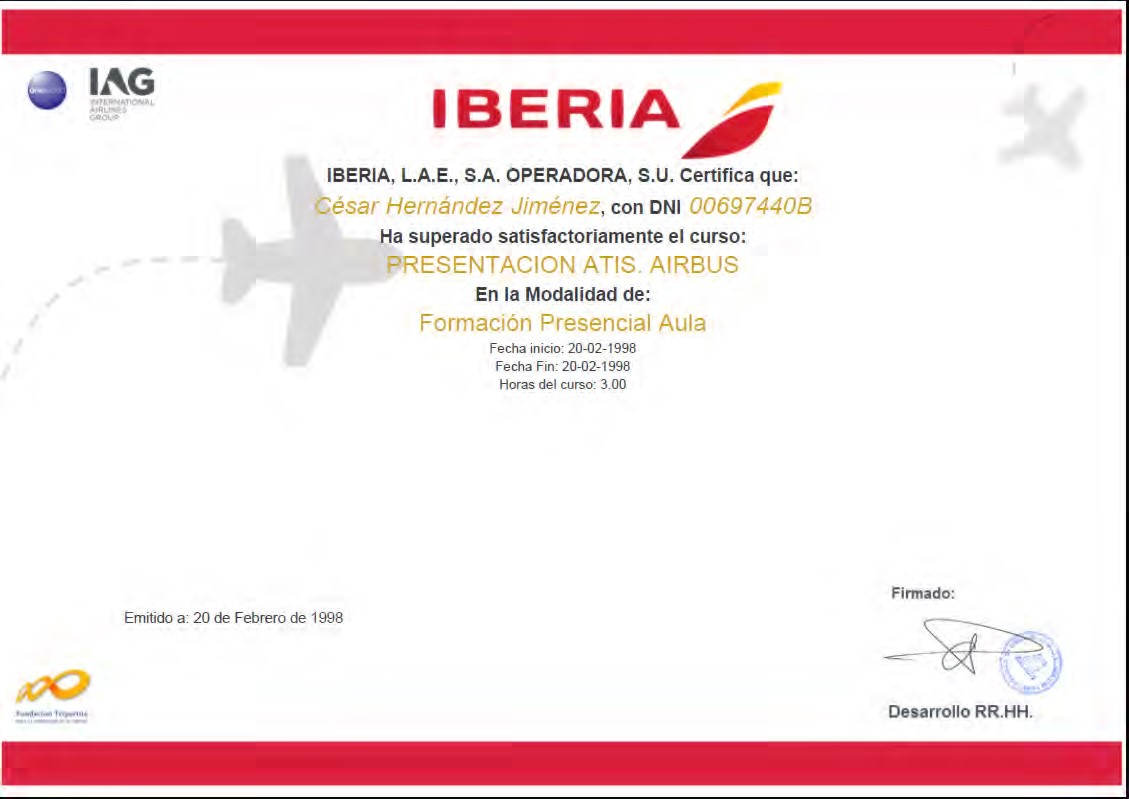 oneworld
IAG
INTERNATIONAL
AIRLINES
GROUP
IBERIA
IBERIA, L.A.E., S.A. OPERADORA, S.U. Certifica que:
César Hernández Jiménez, con DNI 00697440B
Ha superado satisfactoriamente el curso:
PRESENTACION ATIS. AIRBUS
En la Modalidad de:
Formación Presencial Aula
Fecha inicio: 20-02-1998
Fecha Fin: 20-02-1998
Horas del curso: 3.00
Emitido a: 20 de Febrero de 1998
Firmado:
Desarrollo RR.HH.
Fundación Tripartita